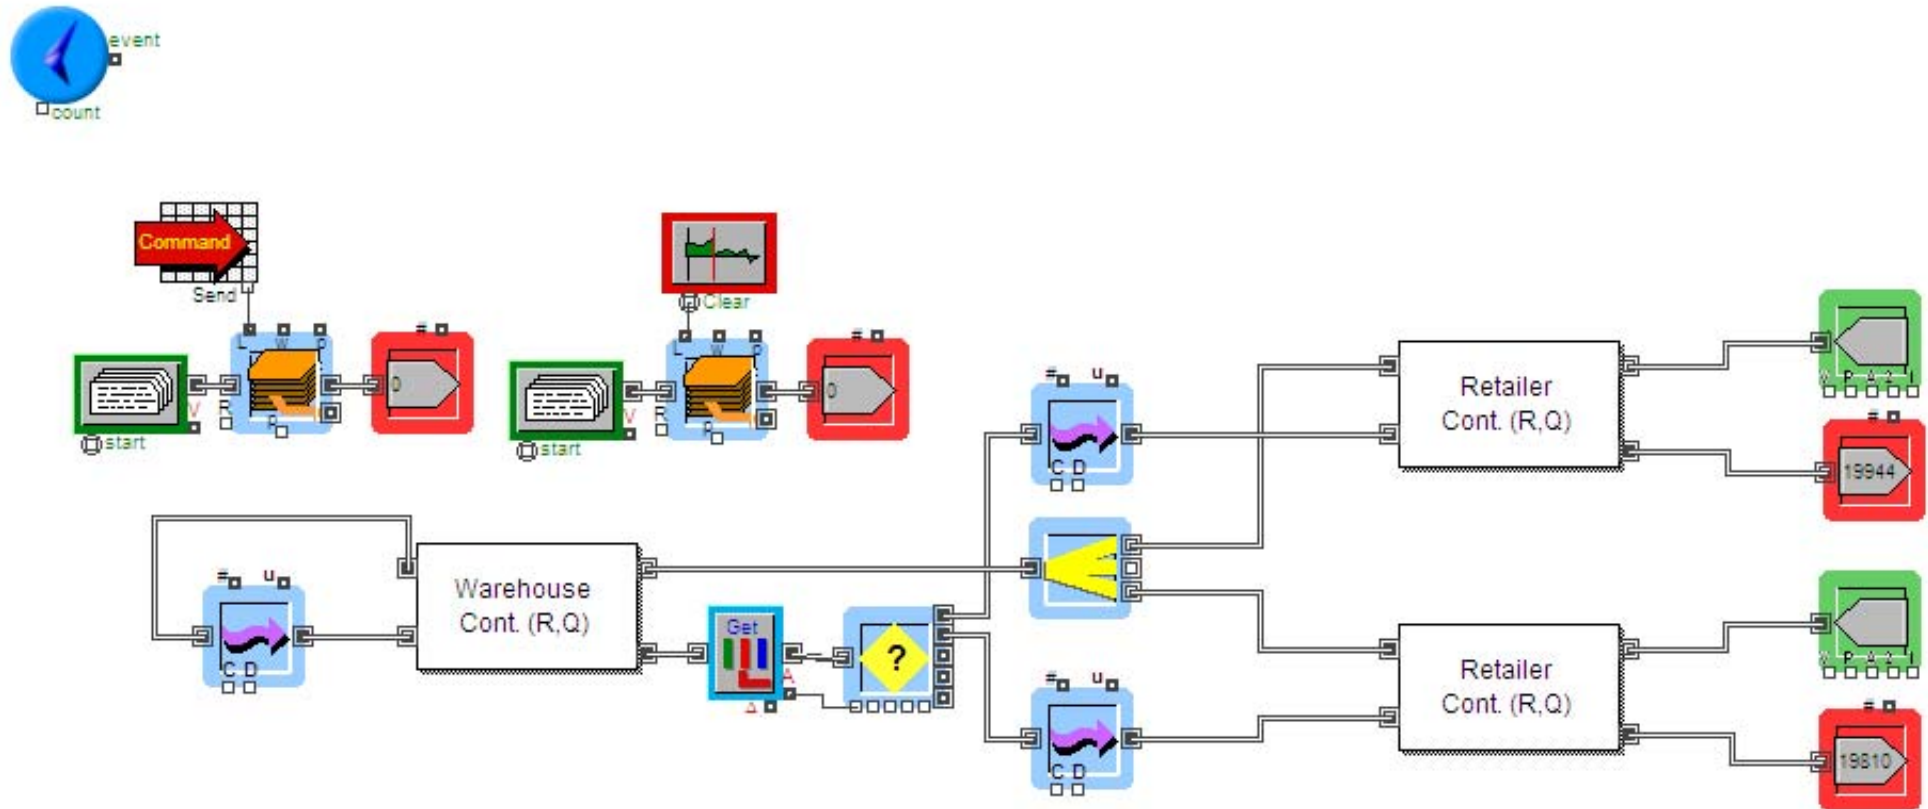 event
count
Command
Send
Clear
#
#
L W P
L W P
0
0
R
V
R
V
P
P
start
start
# u
C D
Retailer
Cont. (R,Q)
#
19944
# u
C D
Warehouse
Cont. (R,Q)
Get
A
Δ
?
# u
C D
Retailer
Cont. (R,Q)
#
19810